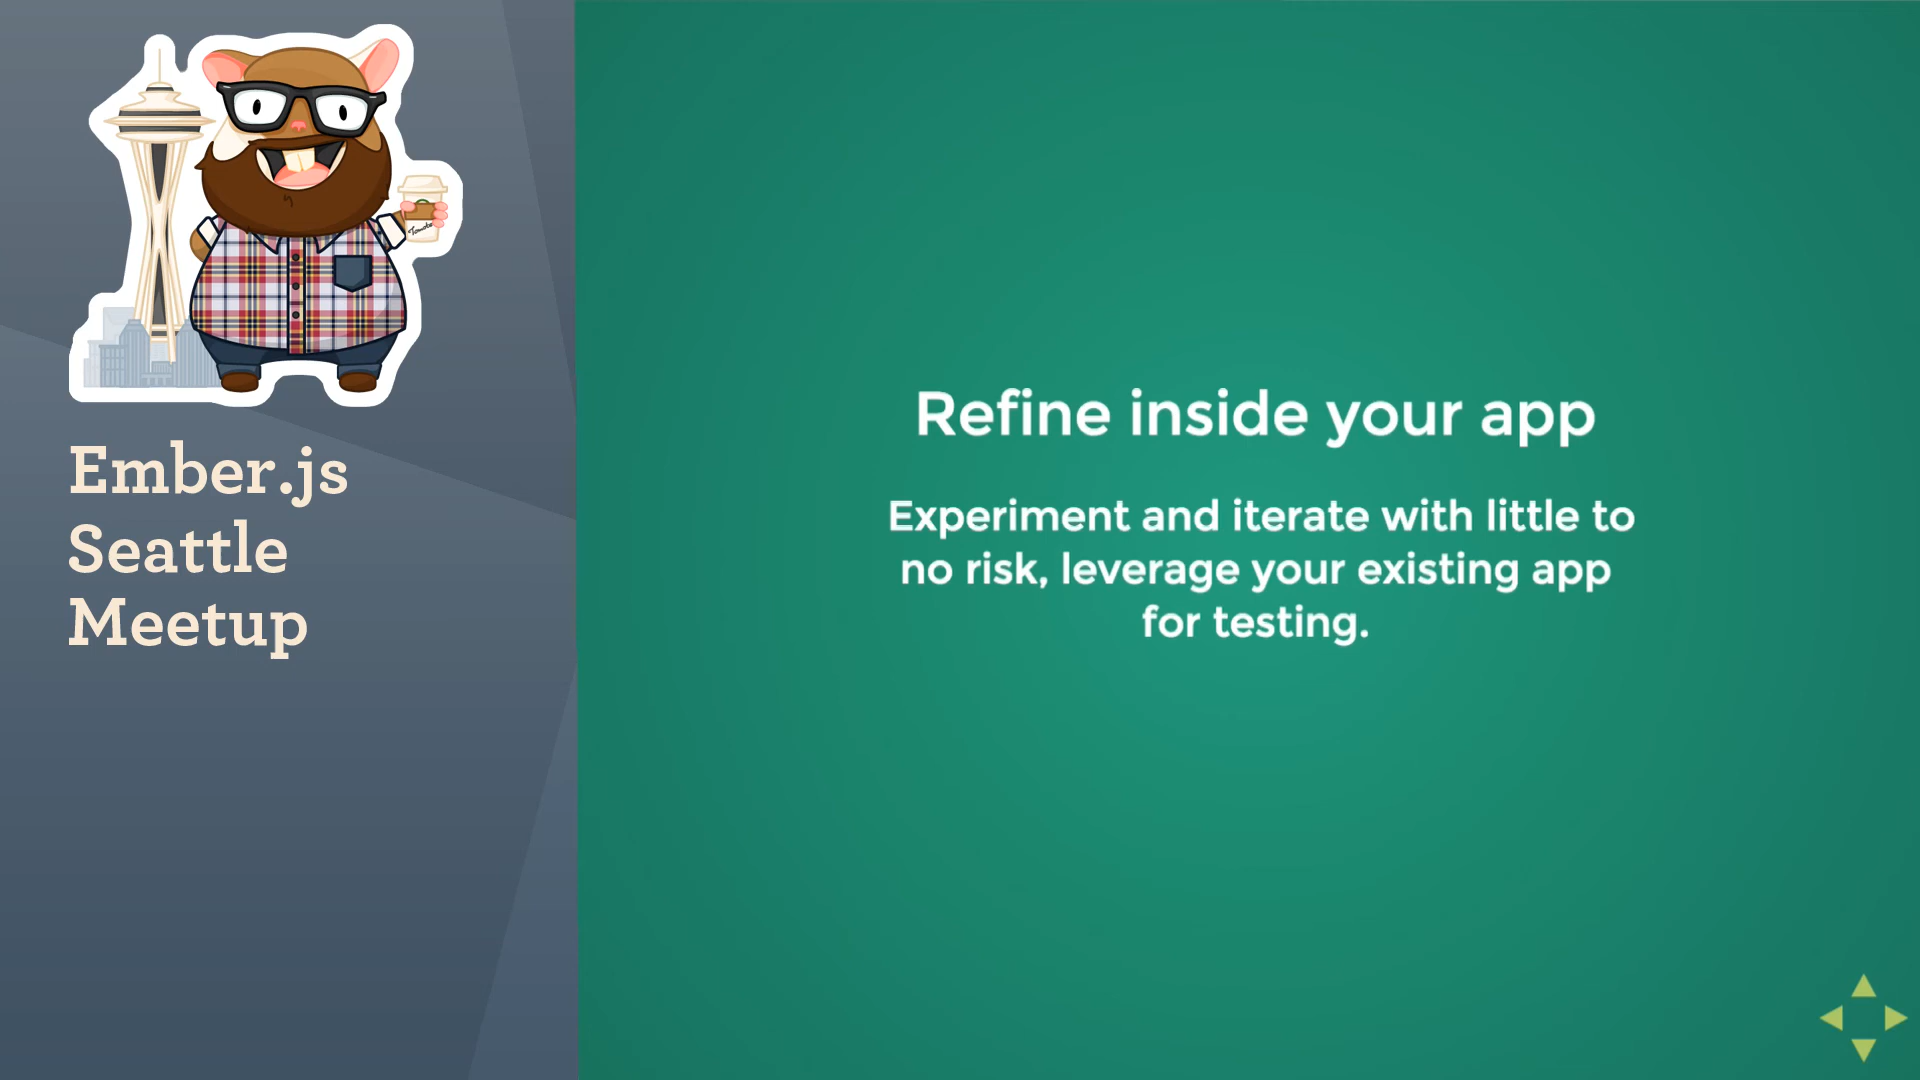 Ember.js
Seattle
Meetup
Refine inside your app
Experiment and iterate with little to
no risk, leverage your existing app
for testing.